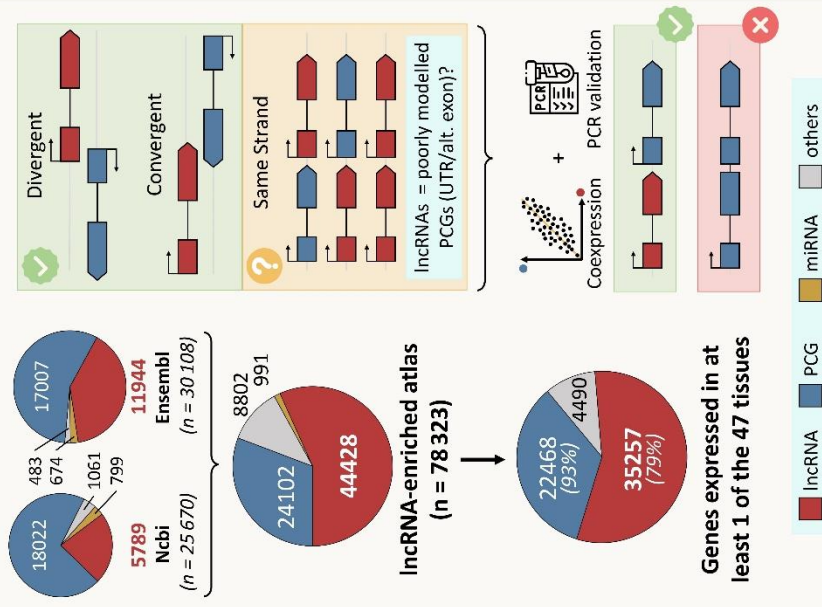 18022
1061
799
5789
Ncbi
(n = 25 670)
483
674
17007
11944
Ensembl
(n = 30 108)
8802
991
24102
44428
lncRNA-enriched atlas
(n = 78 323)
4490
22468
(93%)
35257
(79%)
Genes expressed in at
least 1 of the 47 tissues
Divergent
Convergent
?
Same Strand
lncRNAs = poorly modelled
PCGs (UTR/alt. exon)?
PCR
Coexpression
+
PCR validation
lncRNA
PCG
miRNA
others